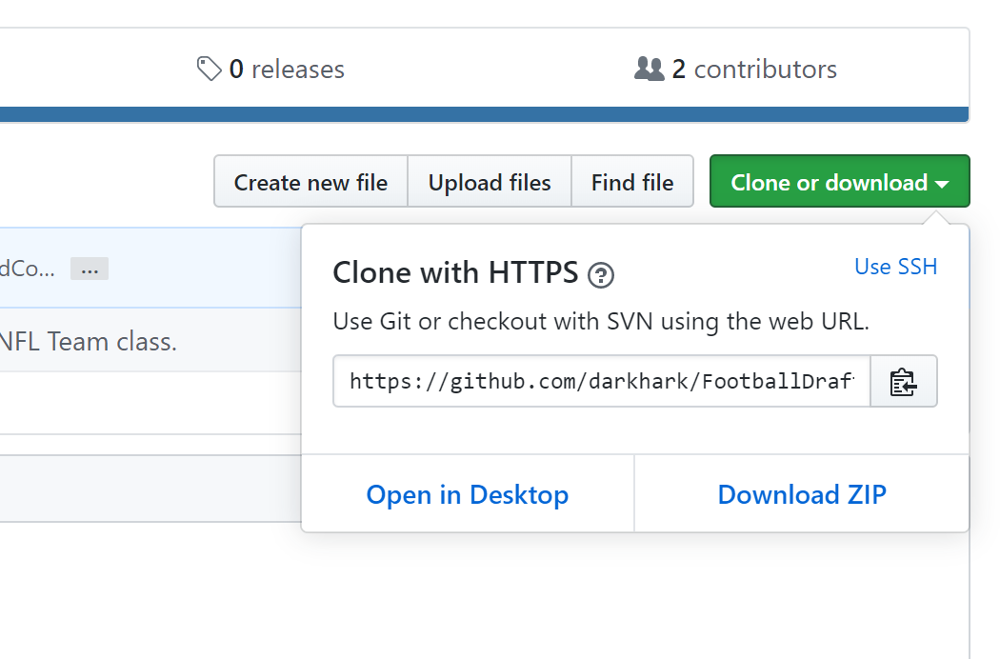 0 releases
2 contributors
Create new file
Upload files
Find file
Clone or download
dCo... ...
Clone with HTTPS ?
Use SSH
Use Git or checkout with SVN using the web URL.
NFL Team class.
https://github.com/darkhark/FootballDraf
Open in Desktop
Download ZIP